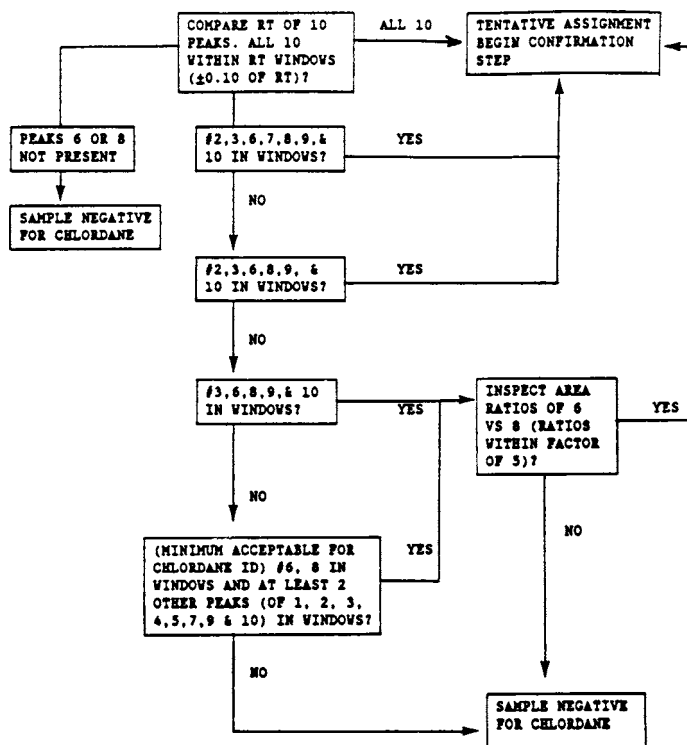 COMPARE RT OF 10
PEAKS. ALL 10
WITHIN RT WINDOWS
(±0.10 OF RT)?
ALL 10
TENTATIVE ASSIGNMENT
BEGIN CONFIRMATION
STEP
PEAKS 6 OR 8
NOT PRESENT
SAMPLE NEGATIVE
FOR CHLORDANE
#2,3,6,7,8,9,&
10 IN WINDOWS?
YES
NO
#2,3,6,8,9, &
10 IN WINDOWS?
YES
NO
#3,6,8,9,& 10
IN WINDOWS?
YES
INSPECT AREA
RATIOS OF 6
VS 8 (RATIOS
WITHIN FACTOR
OF 5)?
YES
NO
NO
(MINIMUM ACCEPTABLE FOR
CHLORDANE ID) #6, 8 IN
WINDOWS AND AT LEAST 2
OTHER PEAKS (OF 1, 2, 3,
4,5,7,9 & 10) IN WINDOWS?
YES
NO
SAMPLE NEGATIVE
FOR CHLORDANE